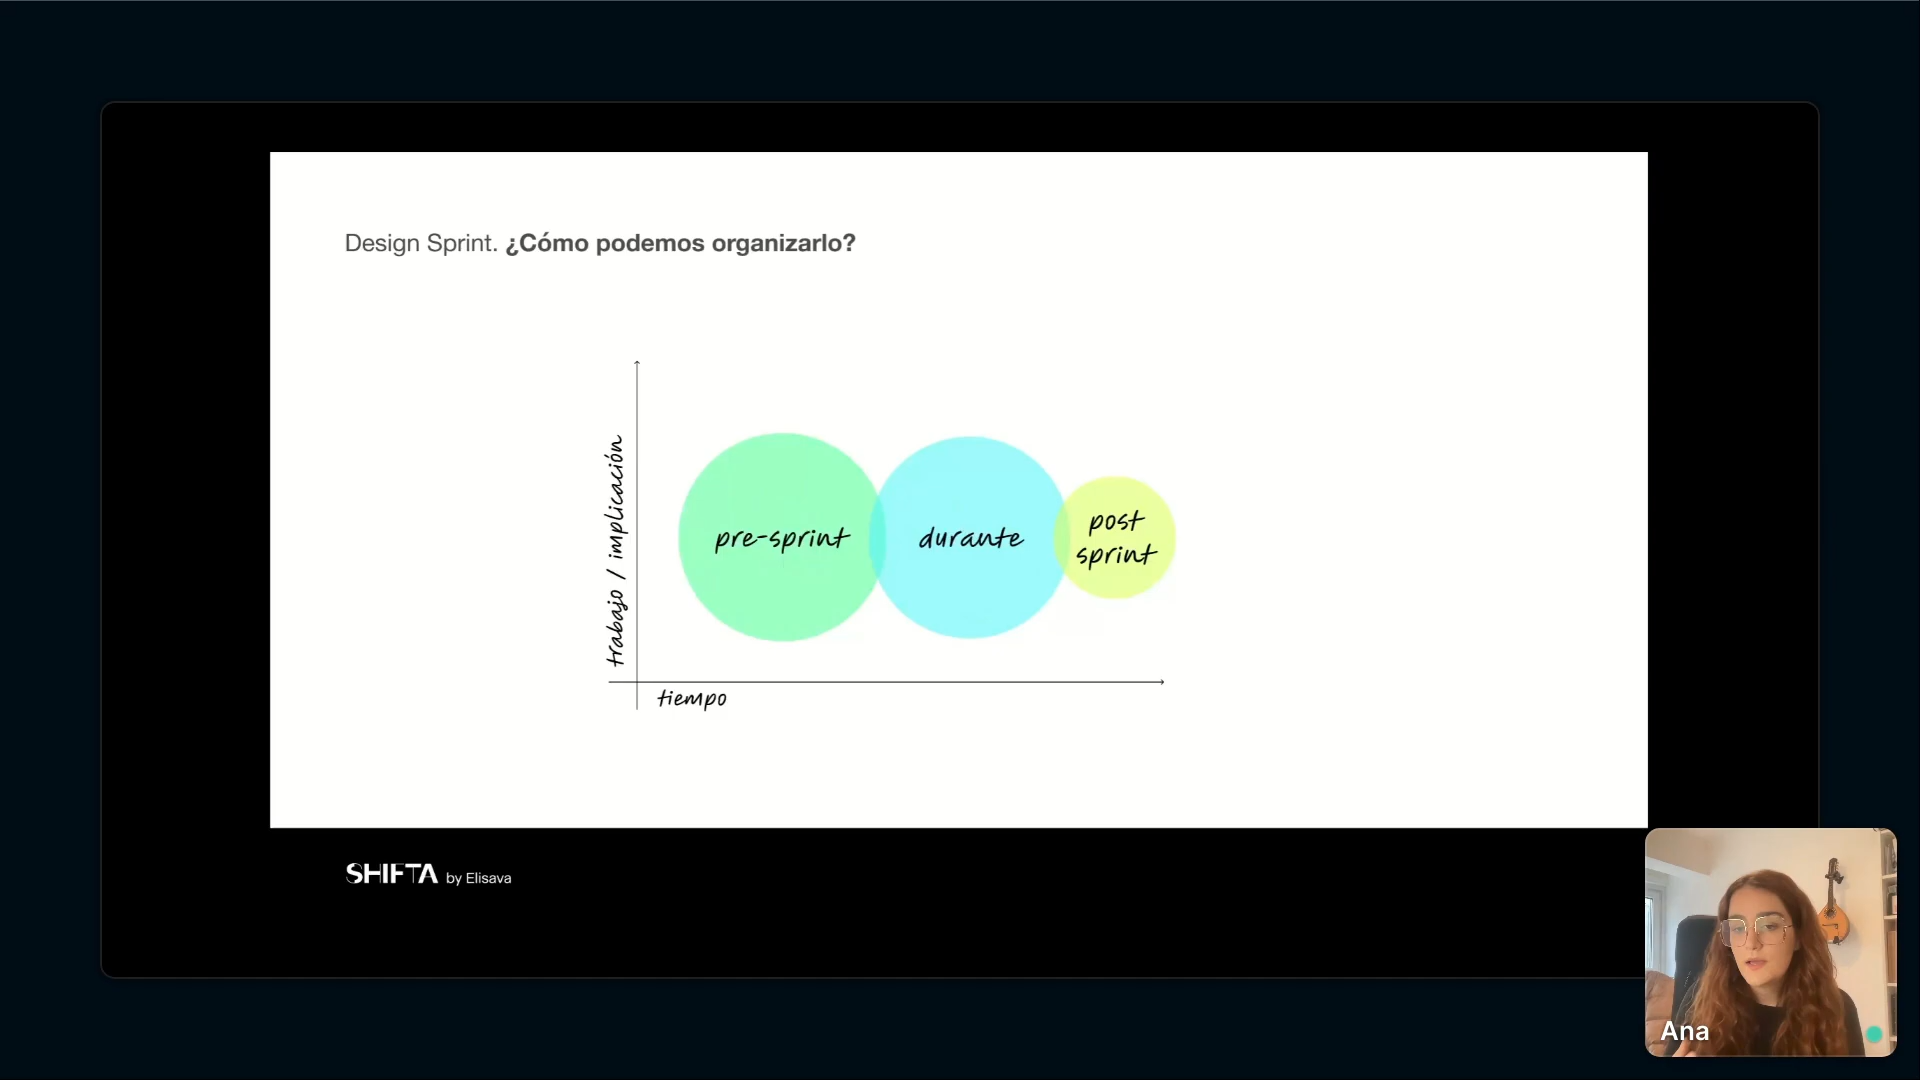 Design Sprint. ¿Cómo podemos organizarlo?
trabajo / implicación
pre-sprint
durante
post
sprint
tiempo
SHIFTA by Elisava
Ana